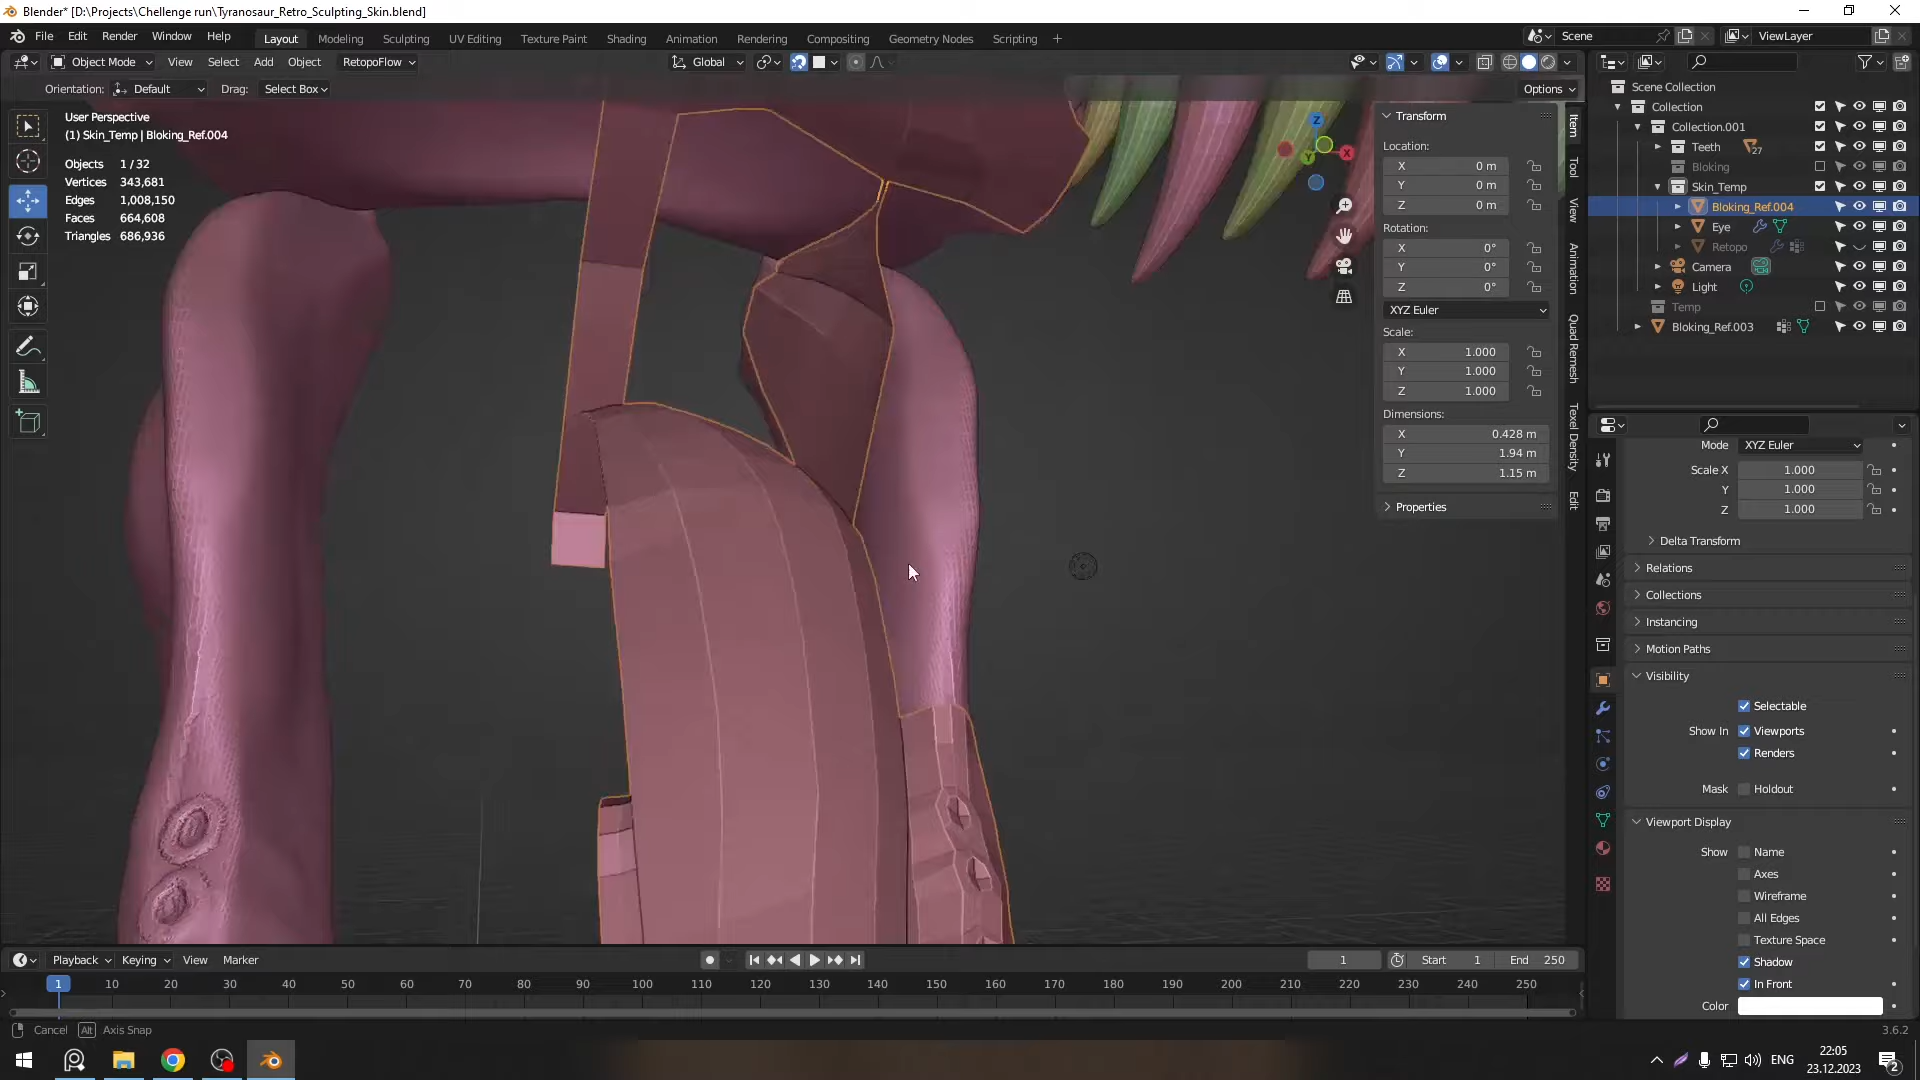 Blender* [D:\Projects\Chellenge run\Tyranosaur_Retro_Sculpting_Skin.blend]
File Edit Render Window Help Layout Modeling Sculpting UV Editing Texture Paint Shading Animation Rendering Compositing Geometry Nodes Scripting + Scene ViewLayer
Object Mode View Select Add Object RetopoFlow Global
Orientation: Default Drag: Select Box Options
User Perspective
(1) Skin_Temp | Bloking_Ref.004
Objects 1 / 32
Vertices 343,681
Edges 1,008,150
Faces 664,608
Triangles 686,936
Z
X
Y
Transform
Location:
X 0 m
Y 0 m
Z 0 m
Rotation:
X 0°
Y 0°
Z 0°
XYZ Euler
Scale:
X 1.000
Y 1.000
Z 1.000
Dimensions:
X 0.428 m
Y 1.94 m
Z 1.15 m
Properties
Item
Tool
View
Animation
Quad Remesh
Texel Density
Edit
Scene Collection
Collection
Collection.001
Teeth 27
Bloking
Skin_Temp
Bloking_Ref.004
Eye
Retopo
Camera
Light
Temp
Bloking_Ref.003
Mode XYZ Euler
Scale X 1.000
Y 1.000
Z 1.000
Delta Transform
Relations
Collections
Instancing
Motion Paths
Visibility
Selectable
Show In Viewports
Renders
Mask Holdout
Viewport Display
Show Name
Axes
Wireframe
All Edges
Texture Space
Shadow
In Front
Color
Playback Keying View Marker 1 Start 1 End 250
1 10 20 30 40 50 60 70 80 90 100 110 120 130 140 150 160 170 180 190 200 210 220 230 240 250
Cancel Alt Axis Snap 3.6.2
ENG 22:05
23.12.2023 2